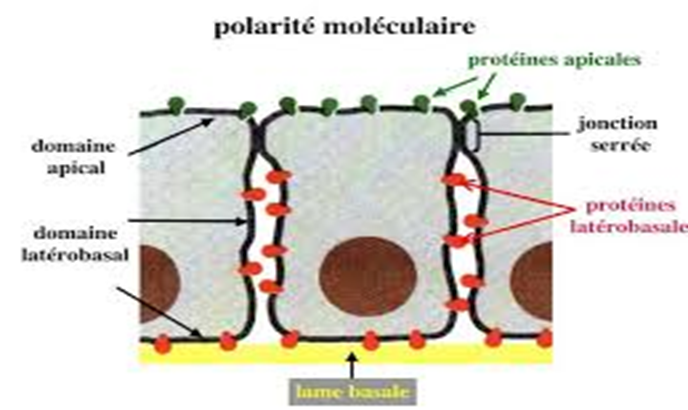 polarité moléculaire
protéines apicales
domaine
apical
jonction
serrée
domaine
latérobasal
protéines
latérobasale
lame basale